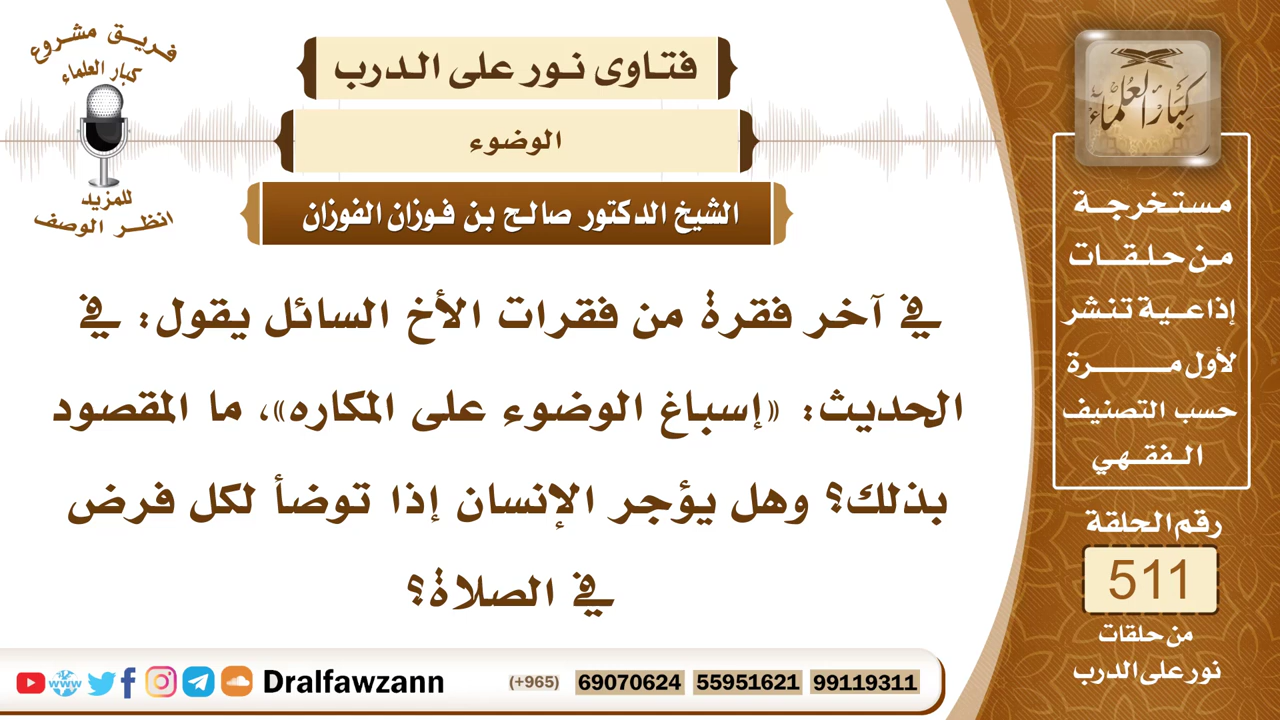 فريق مشروع
كبار العلماء
للمزيد
انظر الوصف
فتاوى نور على الدرب
الوضوء
الشيخ الدكتور صالح بن فوزان الفوزان
في آخر فقرة من فقرات الأخ السائل يقول: في
الحديث: «إسباغ الوضوء على المكاره»، ما المقصود
بذلك؟ وهل يؤجر الإنسان إذا توضأ لكل فرض
في الصلاة؟
كبار العلماء
مستخرجة
من حلقات
إذاعية تنشر
لأول مرة
حسب التصنيف
الفقهي
رقم الحلقة
511
من حلقات
نور على الدرب
www
Dralfawzann
(+965) 69070624 55951621 99119311